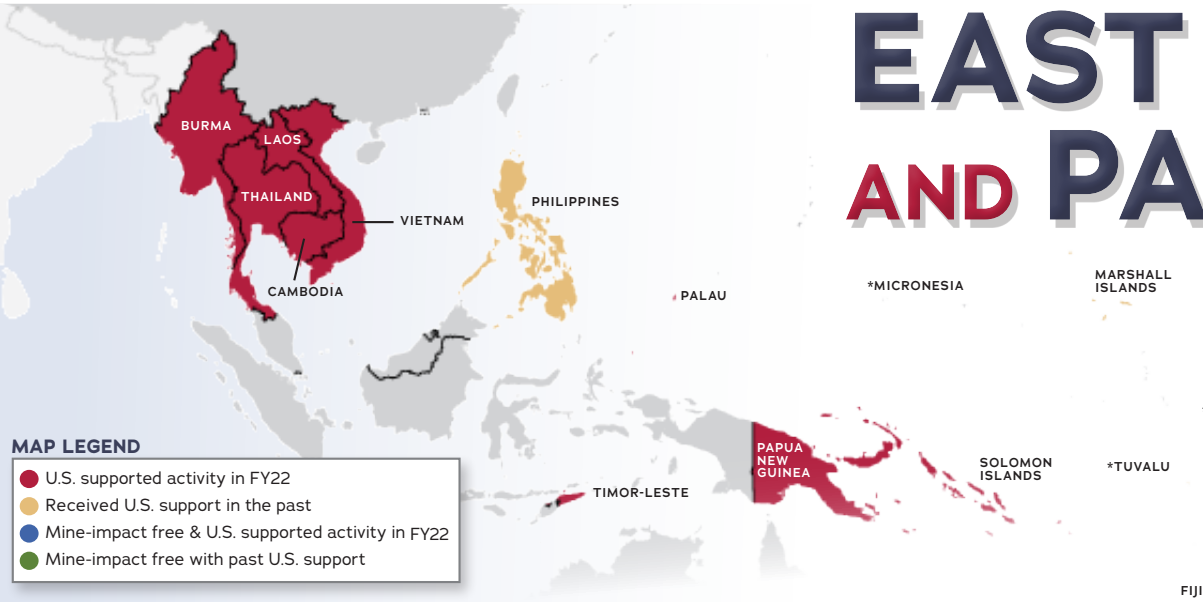 EAST
AND PA
BURMA
LAOS
THAILAND
VIETNAM
CAMBODIA
PHILIPPINES
PALAU
*MICRONESIA
MARSHALL
ISLANDS
PAPUA
NEW
GUINEA
SOLOMON
ISLANDS
*TUVALU
TIMOR-LESTE
FIJI
MAP LEGEND
U.S. supported activity in FY22
Received U.S. support in the past
Mine-impact free & U.S. supported activity in FY22
Mine-impact free with past U.S. support